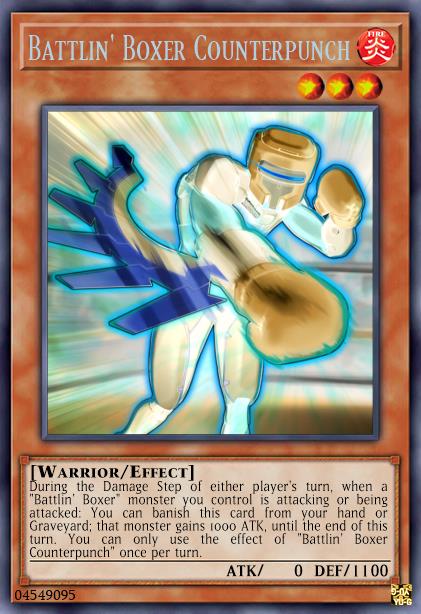 BATTLIN' BOXER COUNTERPUNCH
FIRE
炎
[WARRIOR/EFFECT]
During the Damage Step of either player's turn, when a
"Battlin' Boxer" monster you control is attacking or being
attacked: You can banish this card from your hand or
Graveyard; that monster gains 1000 ATK, until the end of this
turn. You can only use the effect of "Battlin' Boxer
Counterpunch" once per turn.
ATK/ 0 DEF/1100
04549095